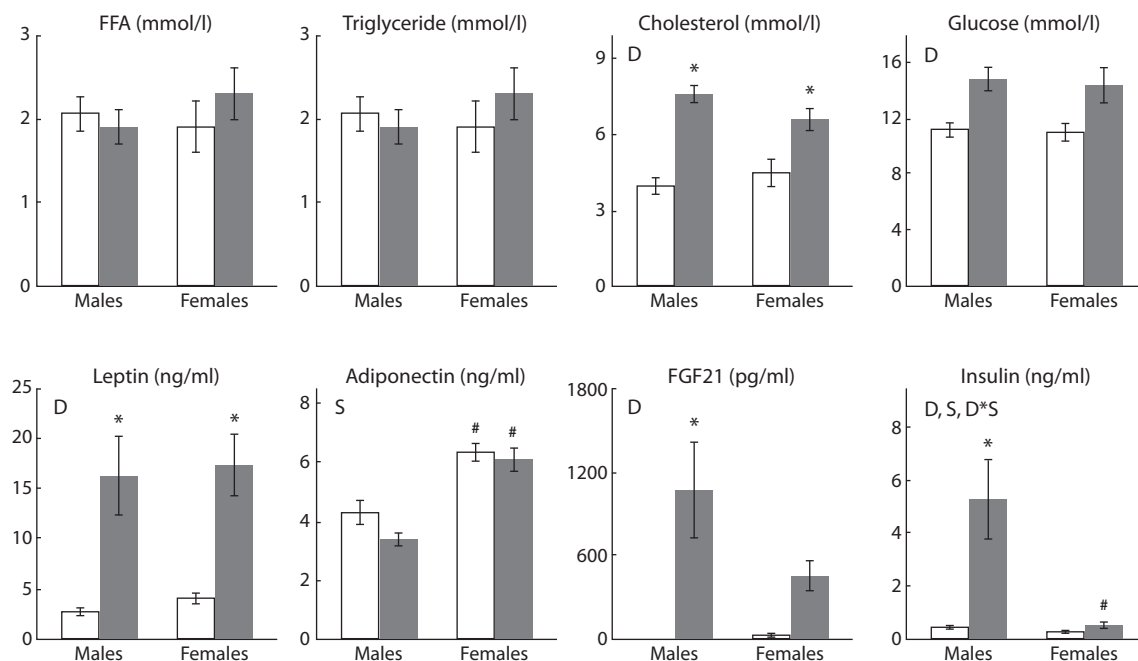 FFA (mmol/l)
3
2
1
0
Males
Females
Triglyceride (mmol/l)
3
2
1
0
Males
Females
Cholesterol (mmol/l)
D
9
6
3
0
*
*
Males
Females
Glucose (mmol/l)
D
16
12
8
4
0
Males
Females
Leptin (ng/ml)
D
25
20
15
10
5
0
*
*
Males
Females
Adiponectin (ng/ml)
S
8
6
4
2
0
#
#
Males
Females
FGF21 (pg/ml)
D
1800
1200
600
0
*
Males
Females
Insulin (ng/ml)
D, S, D*S
8
6
4
2
0
*
#
Males
Females